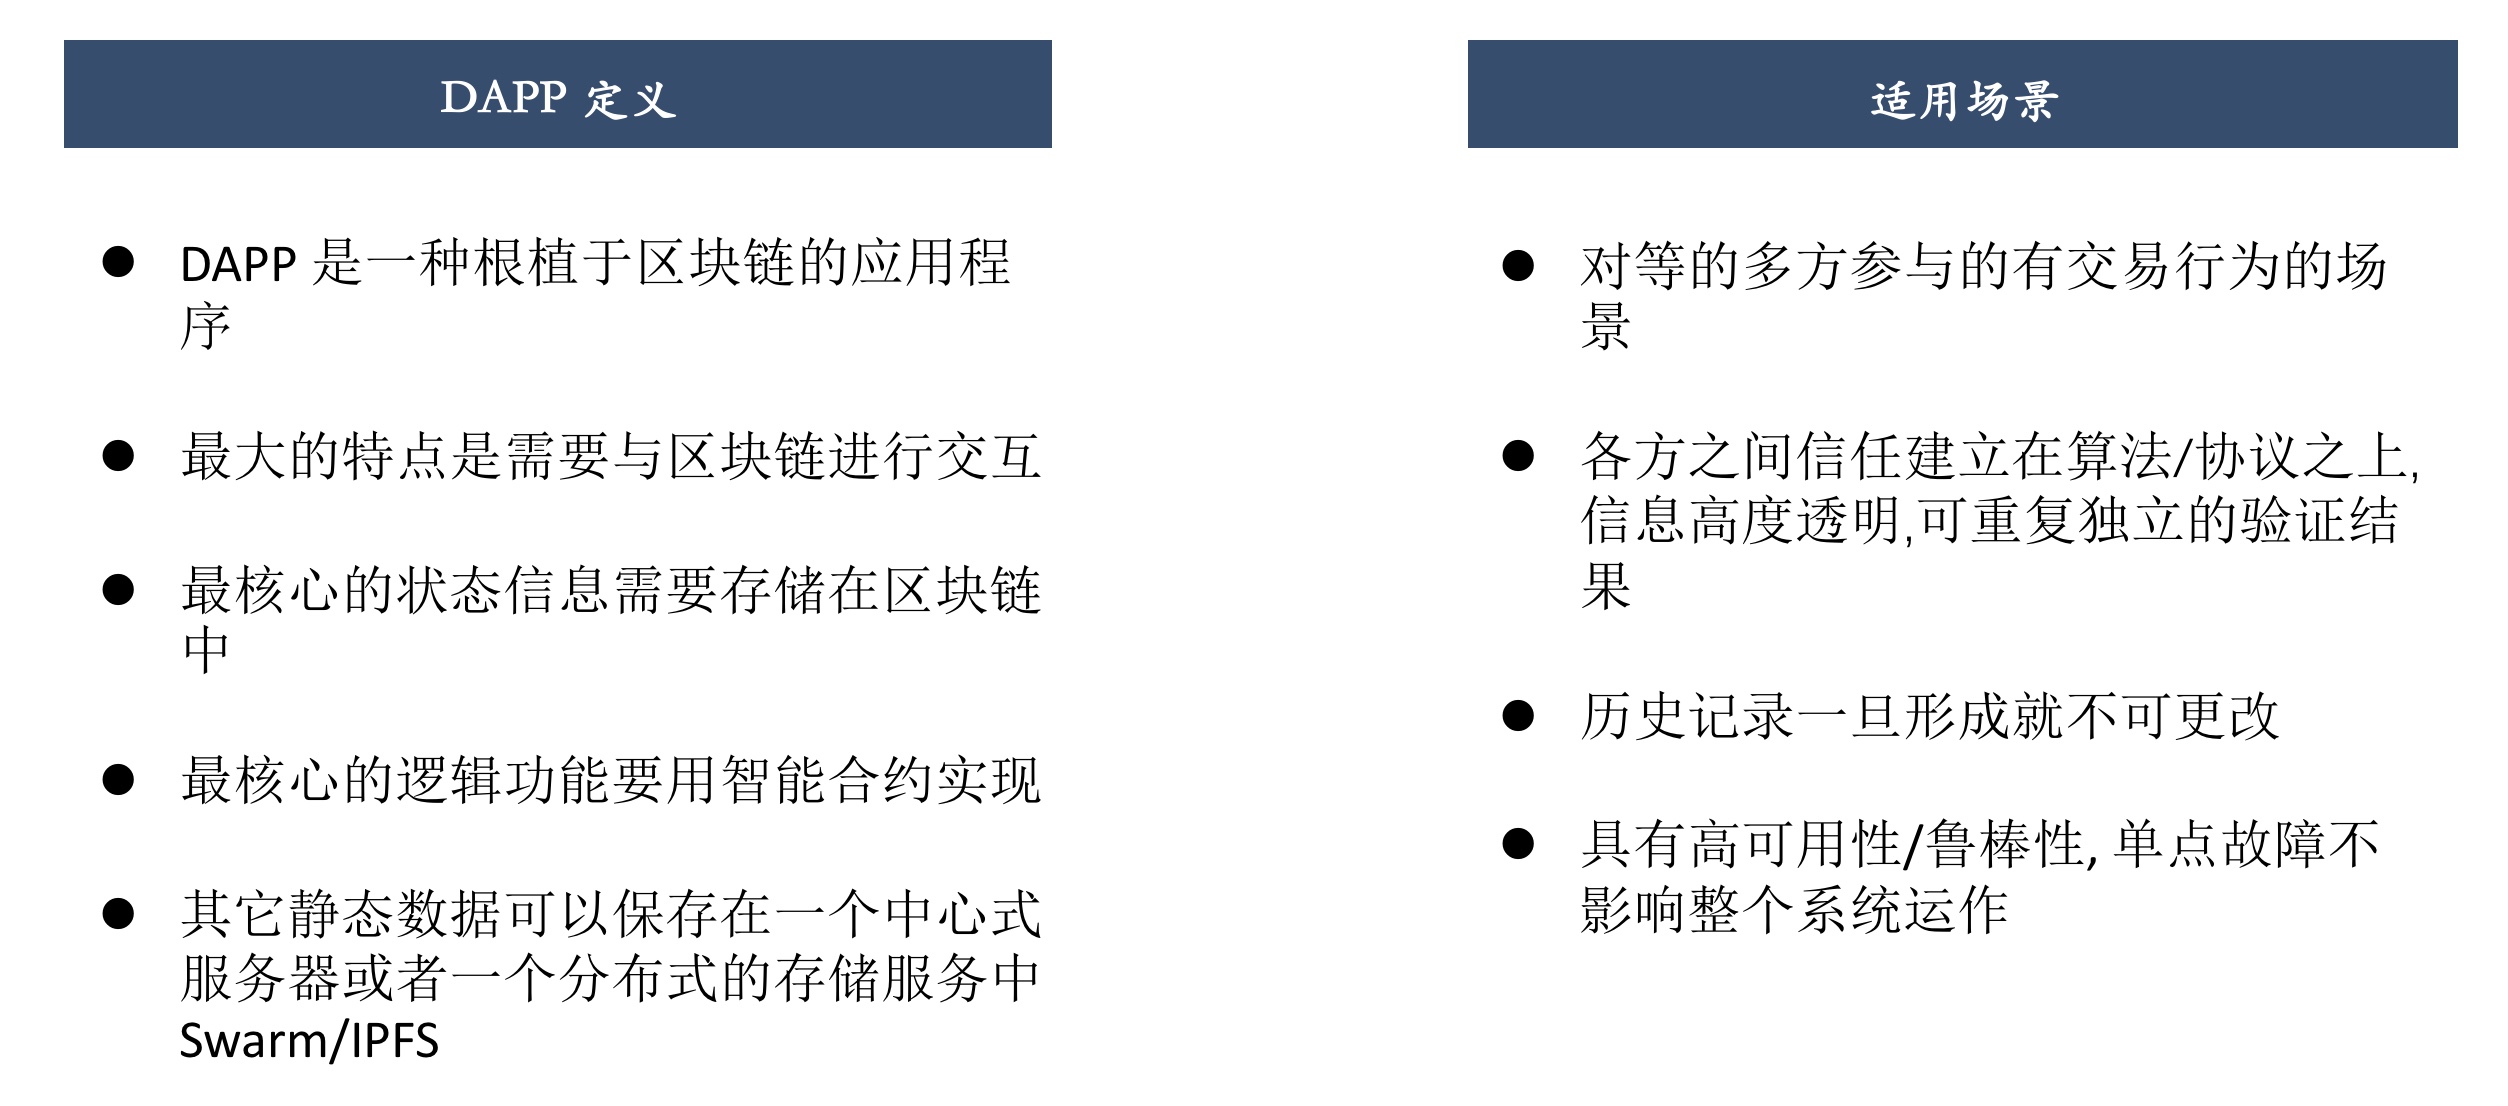 DAPP 定义
DAPP 是一种根植于区块链的应用程
序
最大的特点是需要与区块链进行交互
最核心的状态信息需要存储在区块链
中
最核心的逻辑功能要用智能合约实现
其它静态数据可以保存在一个中心式
服务器或者一个分布式的存储服务中
Swarm/IPFS
适用场景
对等的多方参与的有交易行为的场
景
各方之间信任建立在算法/协议之上,
信息高度透明,可重复独立的验证结
果
历史记录一旦形成就不可更改
具有高可用性/鲁棒性, 单点故障不
影响整个系统运作